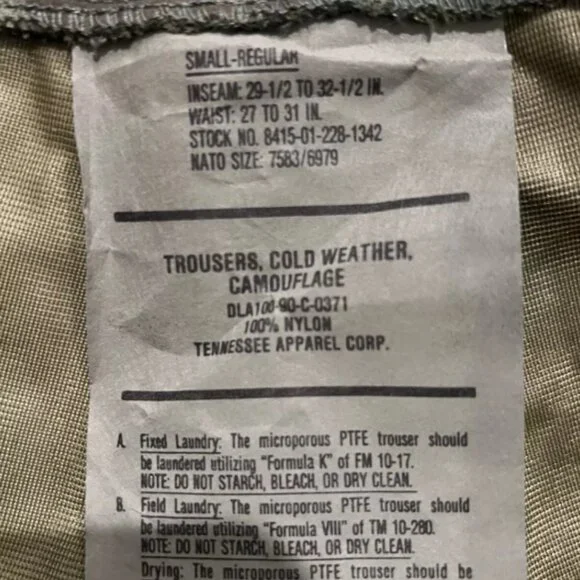 SMALL-REGULAR
INSEAM: 29-1/2 TO 32-1/2 IN.
WAIST: 27 TO 31 IN.
STOCK NO. 8415-01-228-1342
NATO SIZE: 7583/6979
TROUSERS, COLD WEATHER,
CAMOUFLAGE
DLA100-90-C-0371
100% NYLON
TENNESSEE APPAREL CORP.
A. Fixed Laundry: The microporous PTFE trouser should
be laundered utilizing "Formula K" of FM 10-17.
NOTE: DO NOT STARCH, BLEACH, OR DRY CLEAN.
B. Field Laundry: The microporous PTFE trouser should
be laundered utilizing "Formula VIII" of TM 10-280.
NOTE: DO NOT STARCH, BLEACH, OR DRY CLEAN.
Drying: The microporous PTFE trouser should be